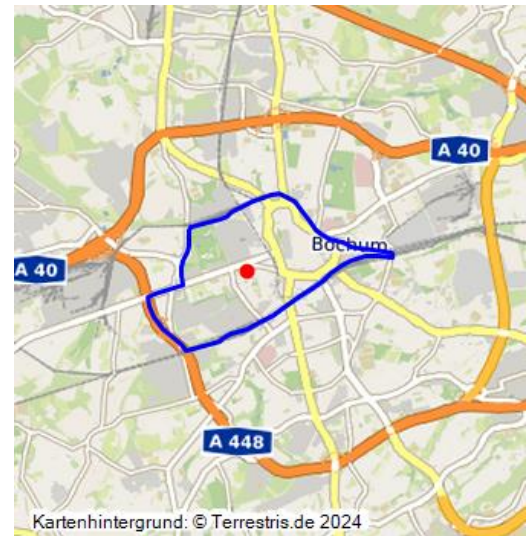 A 40
Bochum
A 40
A 448
Kartenhintergrund: © Terrestris.de 2024